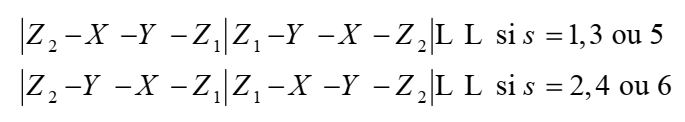 |Z₂ – X – Y – Z₁|Z₁ – Y – X – Z₂|L L si s = 1,3 ou 5
|Z₂ – Y – X – Z₁|Z₁ – X – Y – Z₂|L L si s = 2,4 ou 6